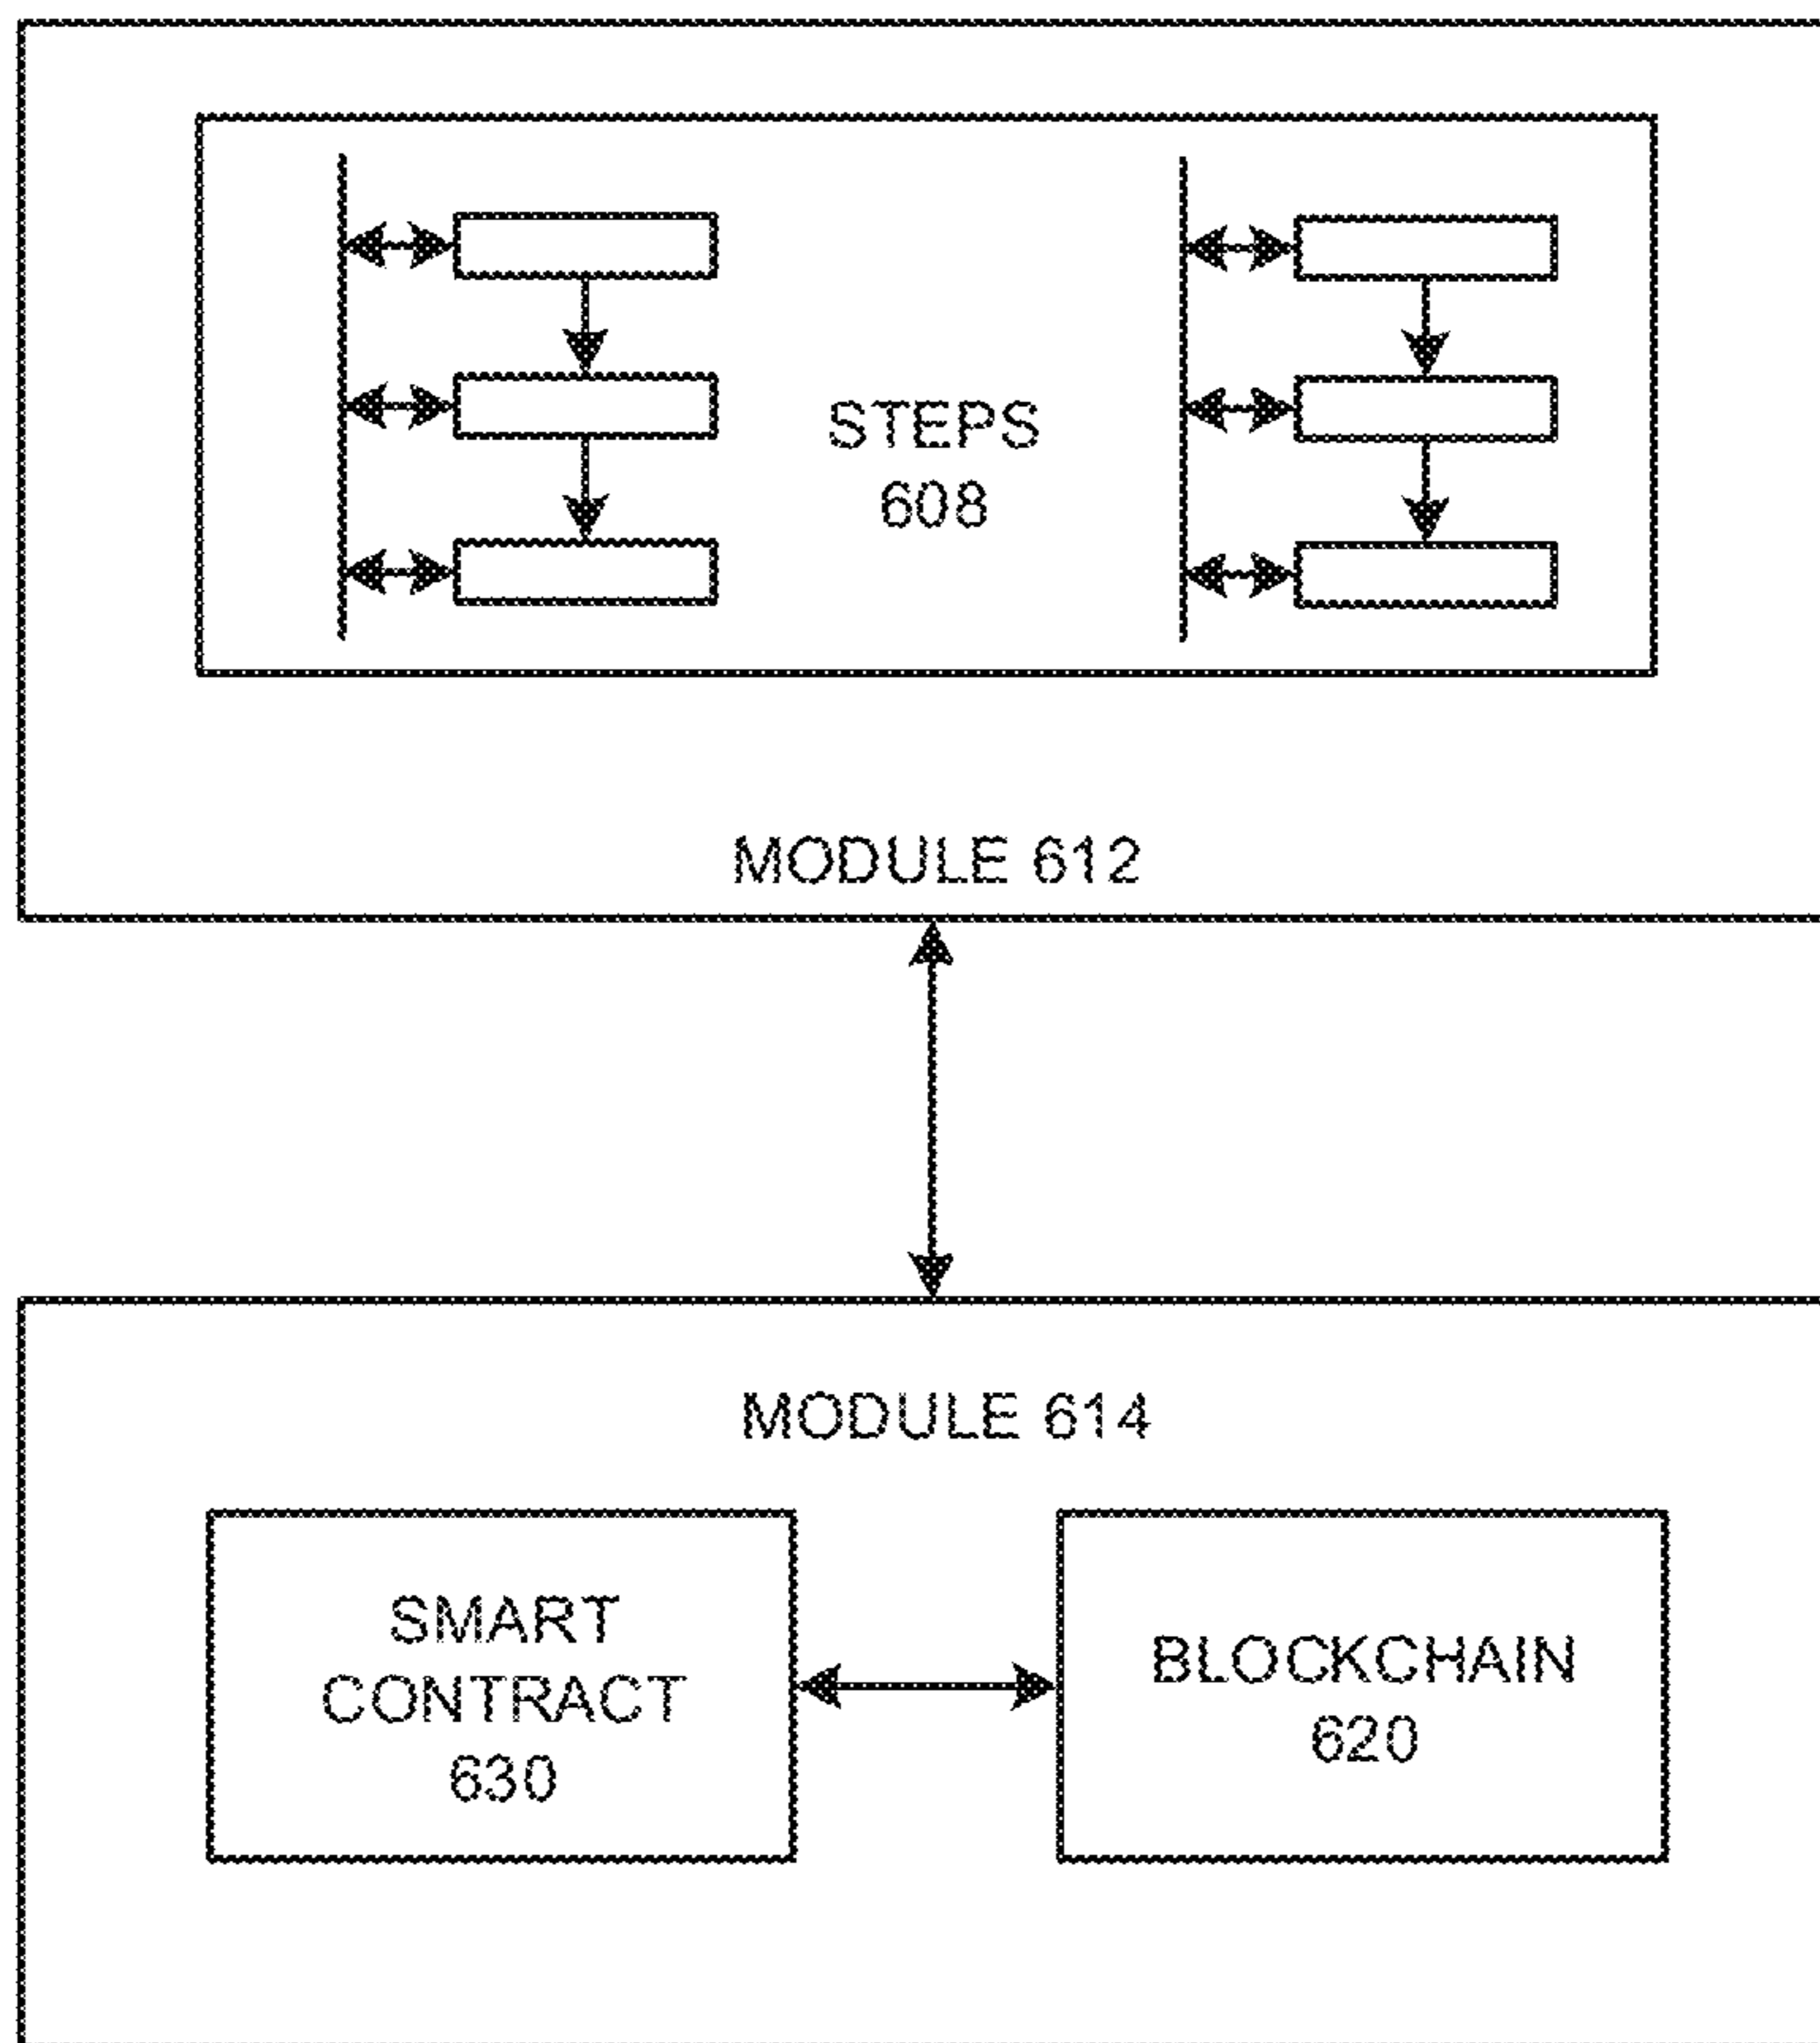 STEPS
608
MODULE 612
MODULE 614
SMART
CONTRACT
630
BLOCKCHAIN
620